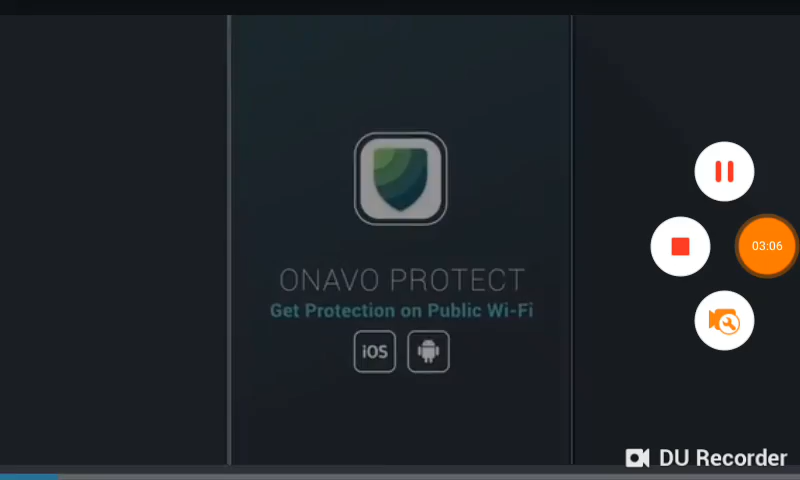 ONAVO PROTECT
Get Protection on Public Wi-Fi
iOS
03:06
DU Recorder